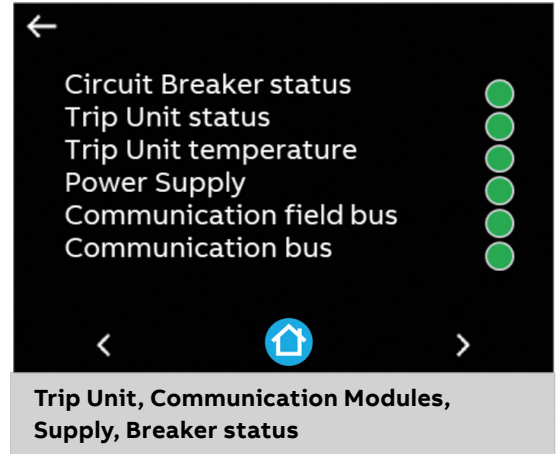 Circuit Breaker status
Trip Unit status
Trip Unit temperature
Power Supply
Communication field bus
Communication bus
Trip Unit, Communication Modules,
Supply, Breaker status